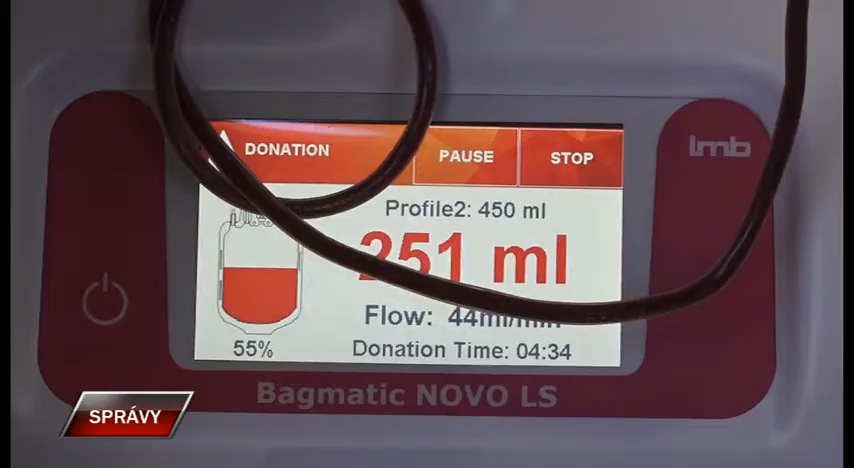 DONATION
PAUSE
STOP
lmb
Profile2: 450 ml
251 ml
Flow: 44ml/min
55%
Donation Time: 04:34
Bagmatic NOVO LS
SPRÁVY